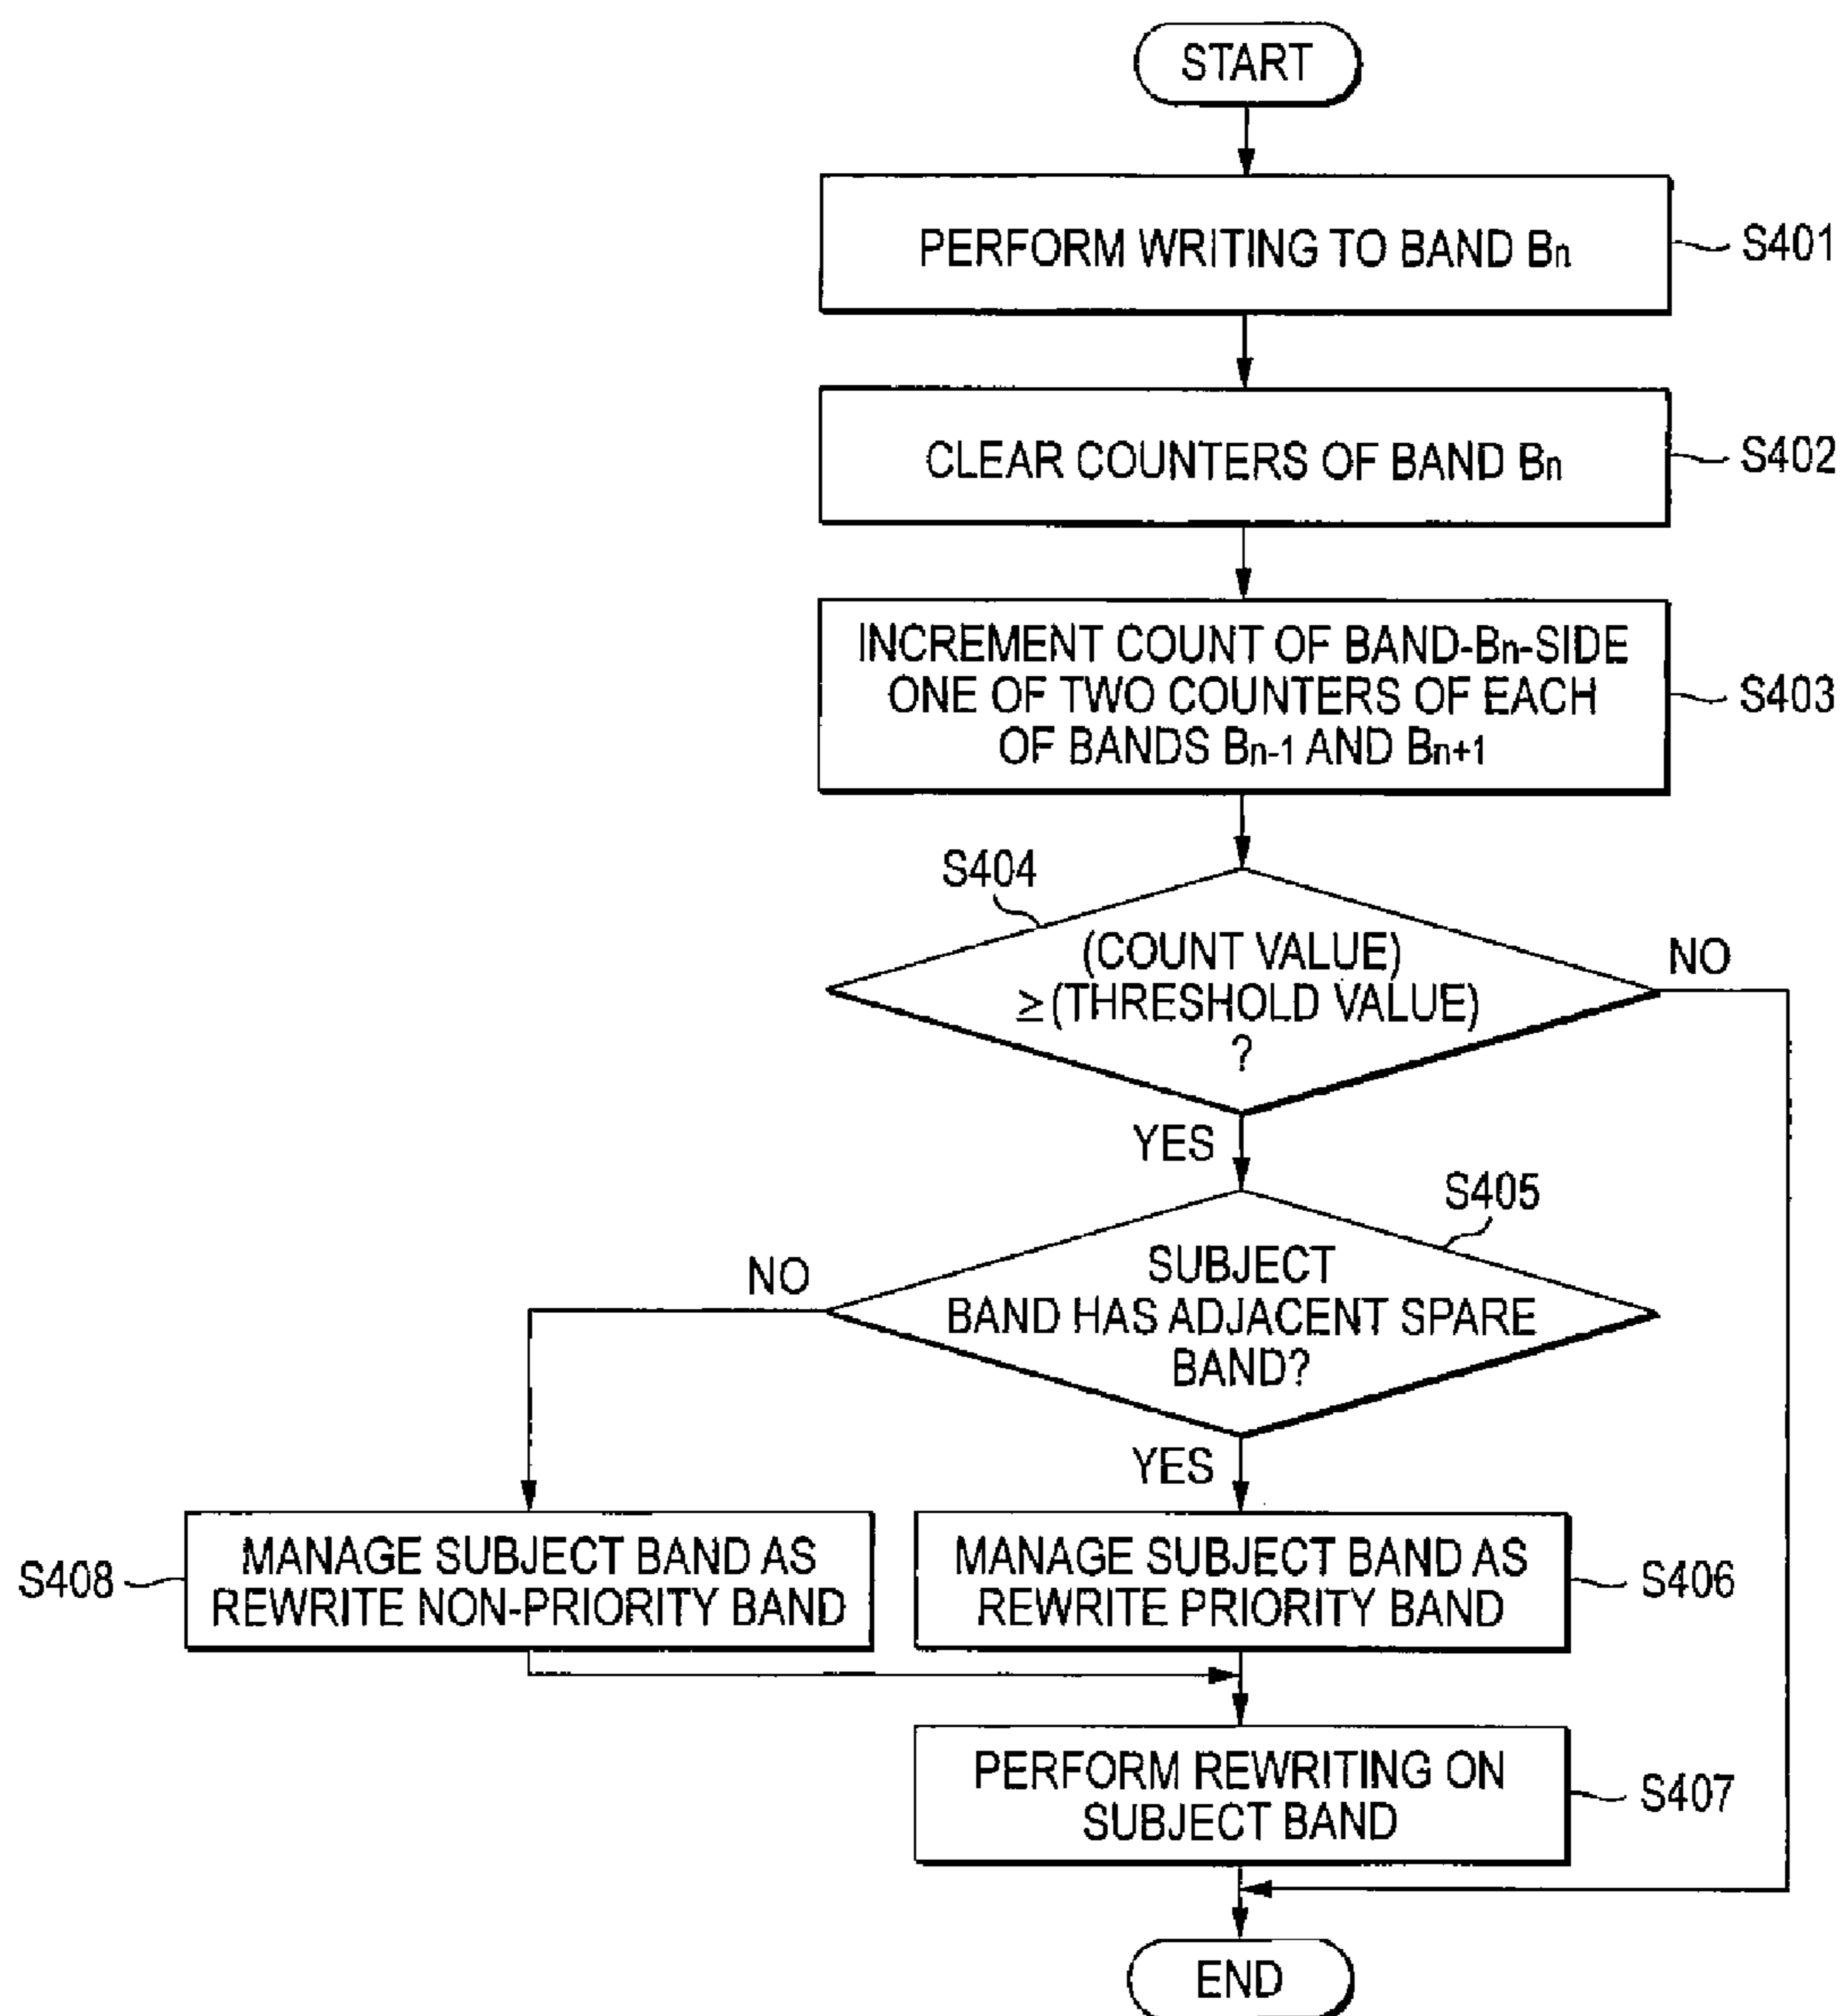 START
PERFORM WRITING TO BAND Bn
S401
CLEAR COUNTERS OF BAND Bn
S402
INCREMENT COUNT OF BAND-Bn-SIDE
ONE OF TWO COUNTERS OF EACH
OF BANDS Bn-1 AND Bn+1
S403
S404
(COUNT VALUE)
≥(THRESHOLD VALUE)
?
NO
YES
S405
SUBJECT
BAND HAS ADJACENT SPARE
BAND?
NO
YES
S408
MANAGE SUBJECT BAND AS
REWRITE NON-PRIORITY BAND
MANAGE SUBJECT BAND AS
REWRITE PRIORITY BAND
S406
PERFORM REWRITING ON
SUBJECT BAND
S407
END